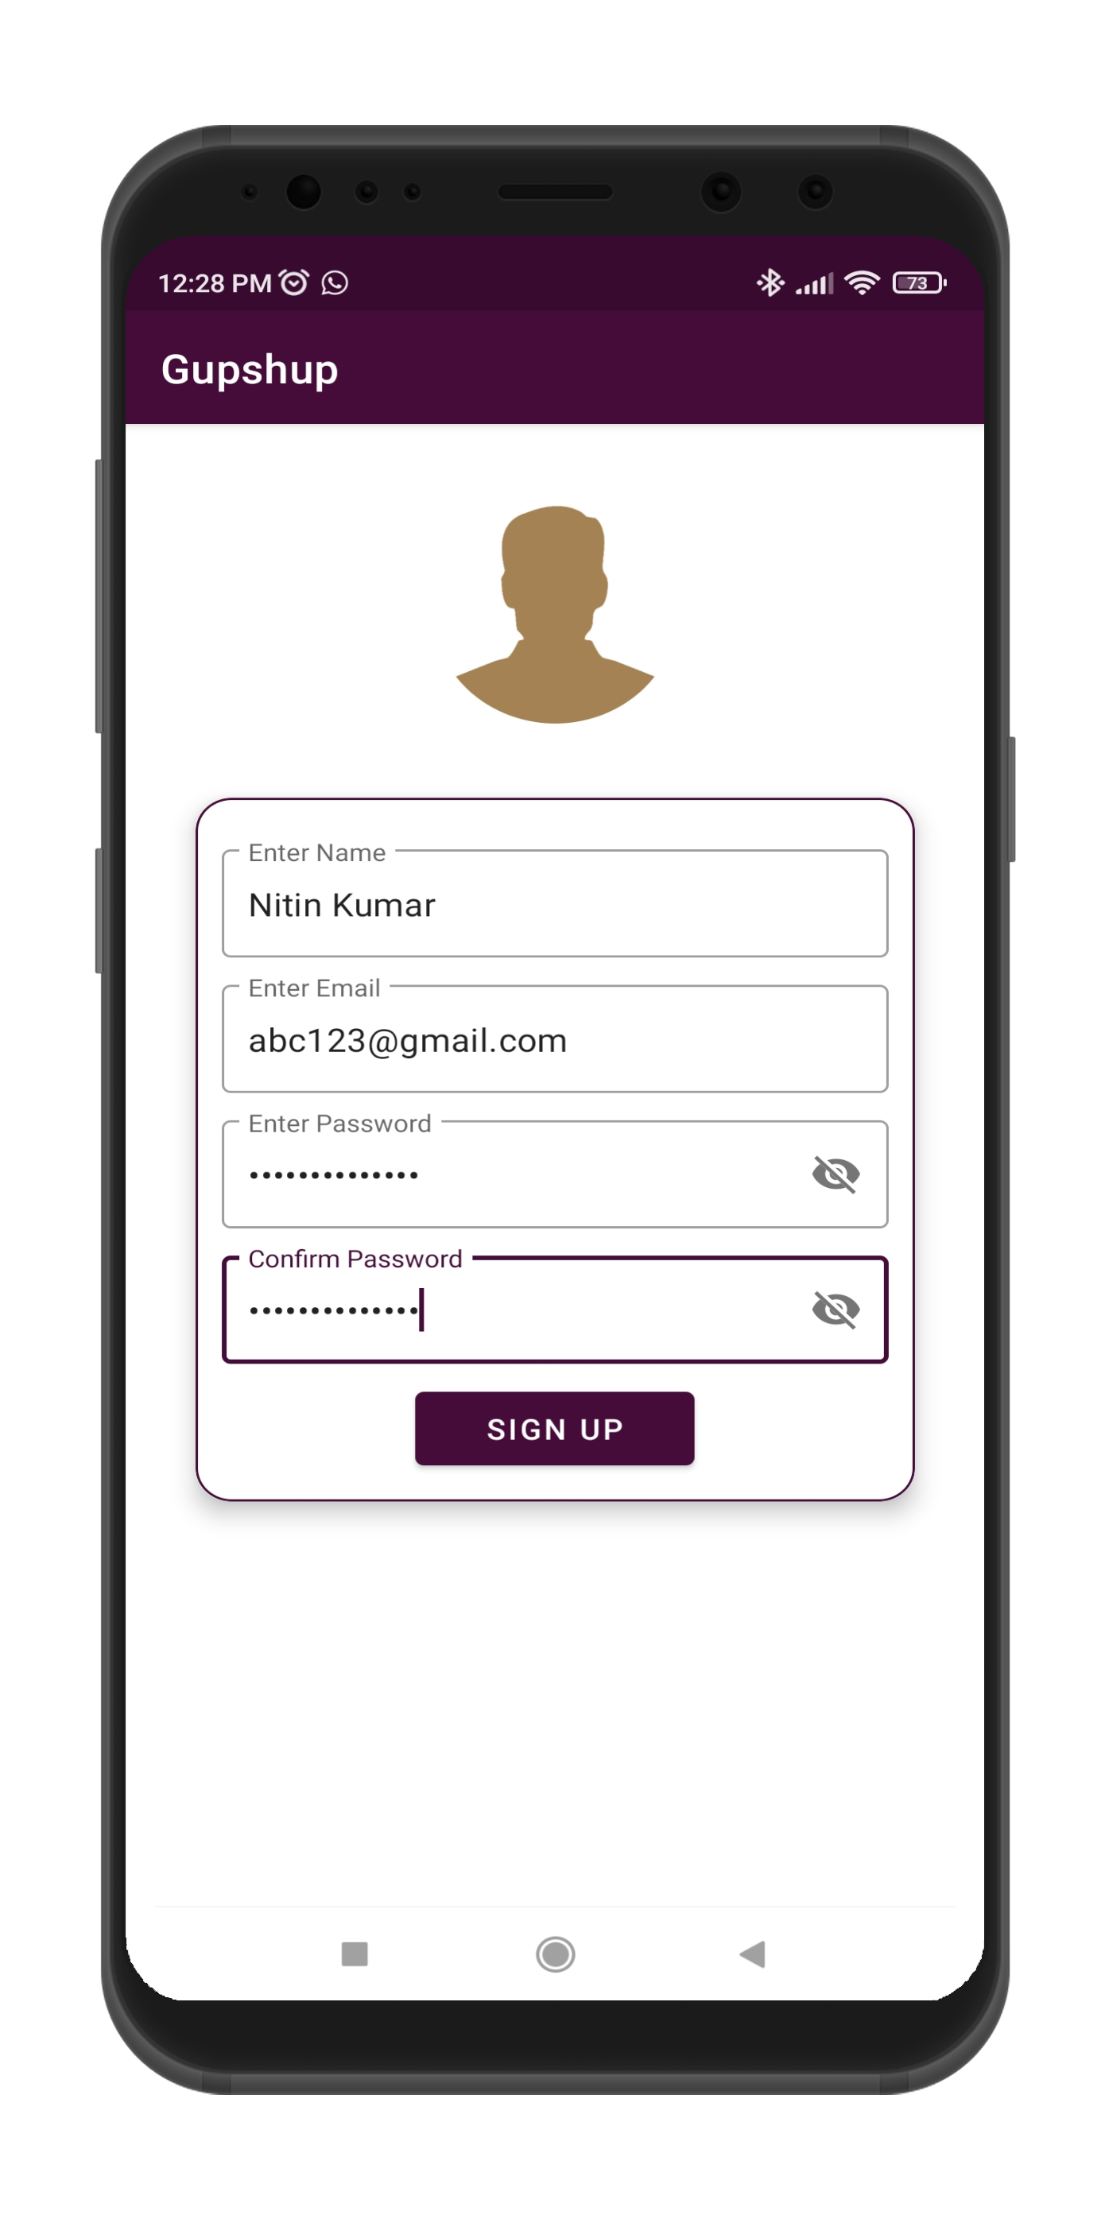 12:28 PM 73
Gupshup
Enter Name
Nitin Kumar
Enter Email
abc123@gmail.com
Enter Password
••••••••••••••
Confirm Password
••••••••••••••
SIGN UP